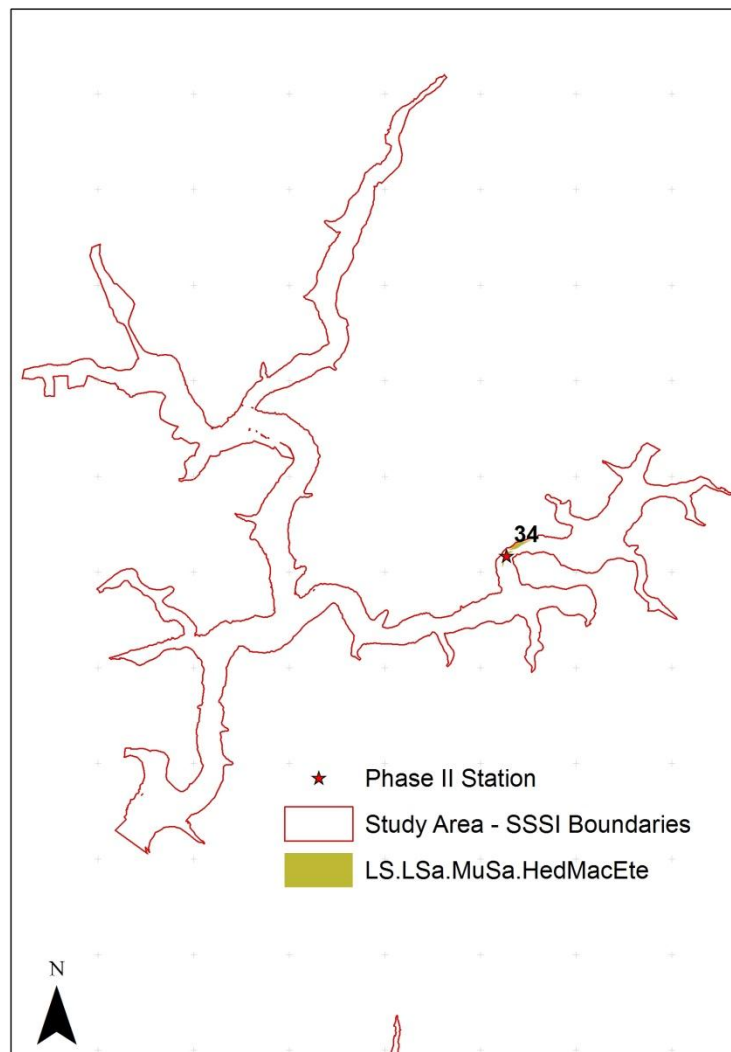 34
Phase II Station
Study Area - SSSI Boundaries
LS.LSa.MuSa.HedMacEte
N